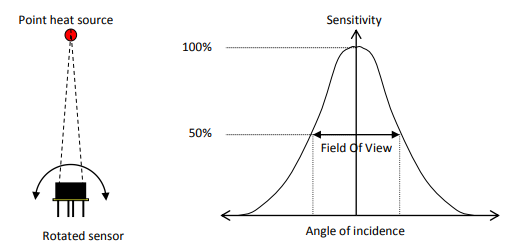 Point heat source
Sensitivity
100%
50%
Field Of View
Angle of incidence
Rotated sensor